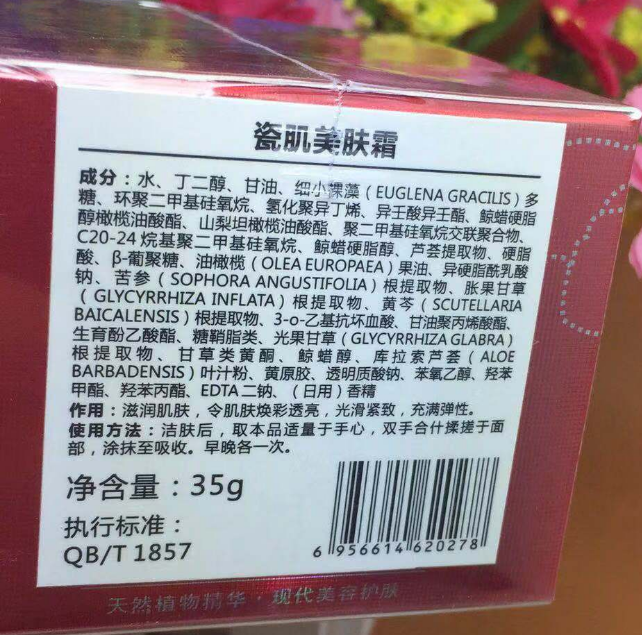 瓷肌美肤霜
成分：水、丁二醇、甘油、细小裸藻（EUGLENA GRACILIS）多
糖、环聚二甲基硅氧烷、氢化聚异丁烯、异壬酸异壬酯、鲸蜡硬脂
醇橄榄油酸酯、山梨坦橄榄油酸酯、聚二甲基硅氧烷交联聚合物、
C20-24 烷基聚二甲基硅氧烷、鲸蜡硬脂醇、芦荟提取物、硬脂
酸、β-葡聚糖、油橄榄（OLEA EUROPAEA）果油、异硬脂酰乳酸
钠、苦参（SOPHORA ANGUSTIFOLIA）根提取物、胀果甘草
（GLYCYRRHIZA INFLATA）根提取物、黄芩（SCUTELLARIA
BAICALENSIS）根提取物、3-o-乙基抗坏血酸、甘油聚丙烯酸酯、
生育酚乙酸酯、糖鞘脂类、光果甘草（GLYCYRRHIZA GLABRA）
根提取物、甘草类黄酮、鲸蜡醇、库拉索芦荟（ALOE
BARBADENSIS）叶汁粉、黄原胶、透明质酸钠、苯氧乙醇、羟苯
甲酯、羟苯丙酯、EDTA 二钠、（日用）香精
作用：滋润肌肤，令肌肤焕彩透亮，光滑紧致，充满弹性。
使用方法：洁肤后，取本品适量于手心，双手合什揉搓于面
部，涂抹至吸收。早晚各一次。
净含量：35g
执行标准：
QB/T 1857
6 956614 620278
天然植物精华·现代美容护肤